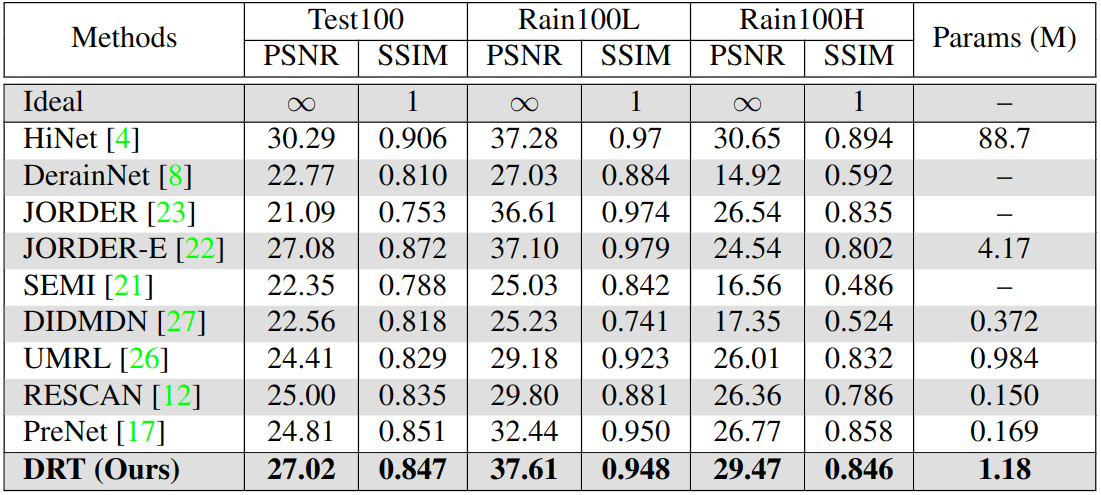 Methods Test100 Rain100L Rain100H Params (M)
PSNR SSIM PSNR SSIM PSNR SSIM
Ideal ∞ 1 ∞ 1 ∞ 1 –
HiNet [4] 30.29 0.906 37.28 0.97 30.65 0.894 88.7
DerainNet [8] 22.77 0.810 27.03 0.884 14.92 0.592 –
JORDER [23] 21.09 0.753 36.61 0.974 26.54 0.835 –
JORDER-E [22] 27.08 0.872 37.10 0.979 24.54 0.802 4.17
SEMI [21] 22.35 0.788 25.03 0.842 16.56 0.486 –
DIDMDN [27] 22.56 0.818 25.23 0.741 17.35 0.524 0.372
UMRL [26] 24.41 0.829 29.18 0.923 26.01 0.832 0.984
RESCAN [12] 25.00 0.835 29.80 0.881 26.36 0.786 0.150
PreNet [17] 24.81 0.851 32.44 0.950 26.77 0.858 0.169
DRT (Ours) 27.02 0.847 37.61 0.948 29.47 0.846 1.18